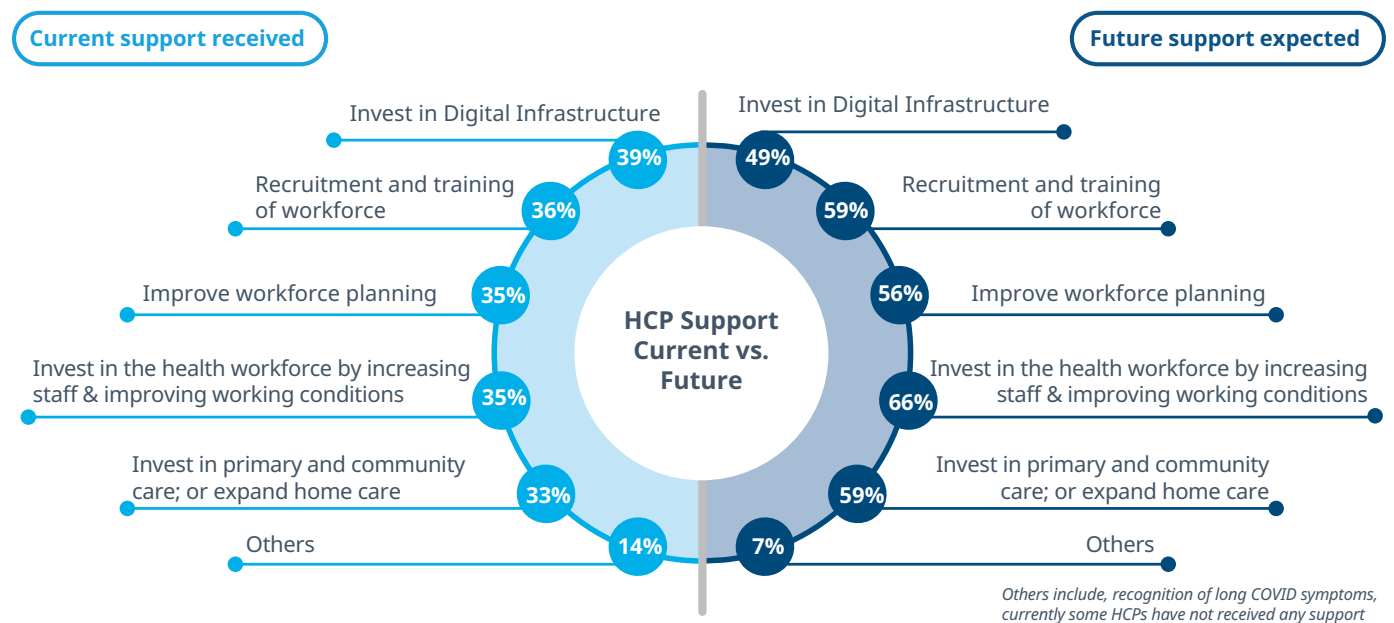 Current support received
Future support expected
Invest in Digital Infrastructure
39%
Recruitment and training
of workforce
36%
Improve workforce planning
35%
Invest in the health workforce by increasing
staff & improving working conditions
35%
Invest in primary and community
care; or expand home care
33%
Others
14%
HCP Support
Current vs.
Future
Invest in Digital Infrastructure
49%
Recruitment and training
of workforce
59%
Improve workforce planning
56%
Invest in the health workforce by increasing
staff & improving working conditions
66%
Invest in primary and community
care; or expand home care
59%
Others
7%
Others include, recognition of long COVID symptoms,
currently some HCPs have not received any support